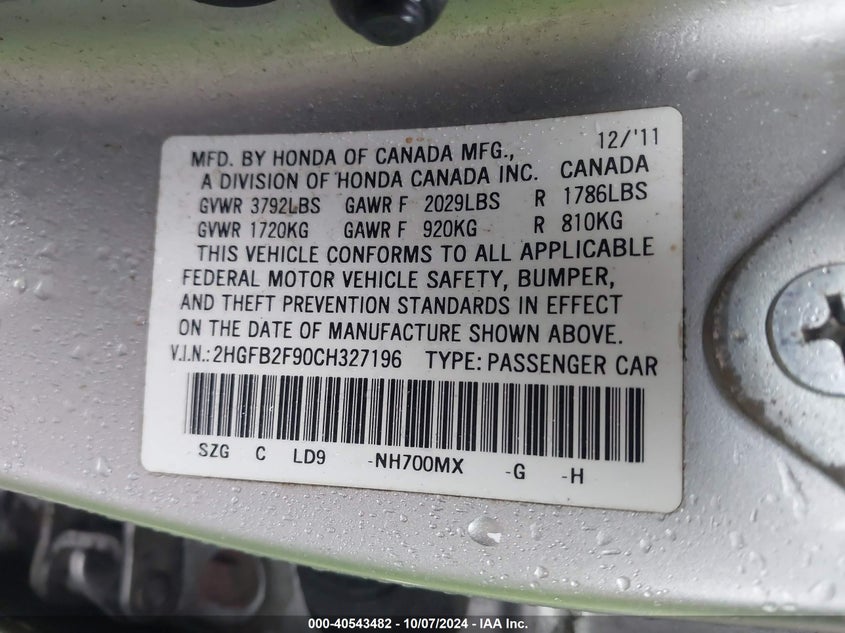 12/'11
MFD. BY HONDA OF CANADA MFG.,
A DIVISION OF HONDA CANADA INC. CANADA
GVWR 3792LBS GAWR F 2029LBS R 1786LBS
GVWR 1720KG GAWR F 920KG R 810KG
THIS VEHICLE CONFORMS TO ALL APPLICABLE
FEDERAL MOTOR VEHICLE SAFETY, BUMPER,
AND THEFT PREVENTION STANDARDS IN EFFECT
ON THE DATE OF MANUFACTURE SHOWN ABOVE.
V.I.N.: 2HGFB2F90CH327196 TYPE: PASSENGER CAR
SZG C LD9 -NH700MX -G -H
000-40543482 - 10/07/2024 - IAA Inc.